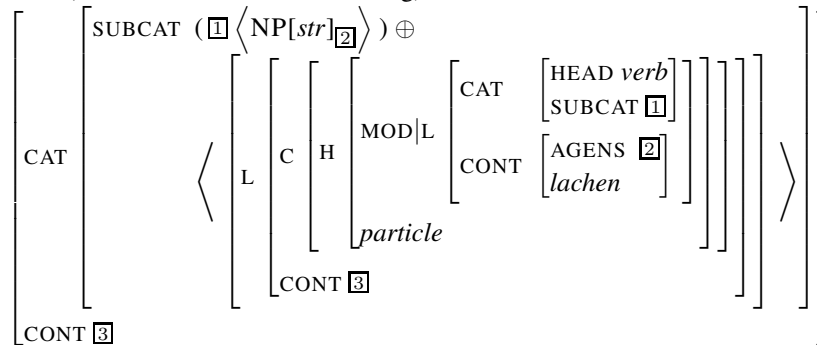 SUBCAT ( 1 ⟨ NP[str] 2 ⟩ ) ⊕
HEAD verb
CAT
SUBCAT 1
MOD|L
C H
CAT L AGENS 2
CONT
lachen
particle
CONT 3
CONT 3